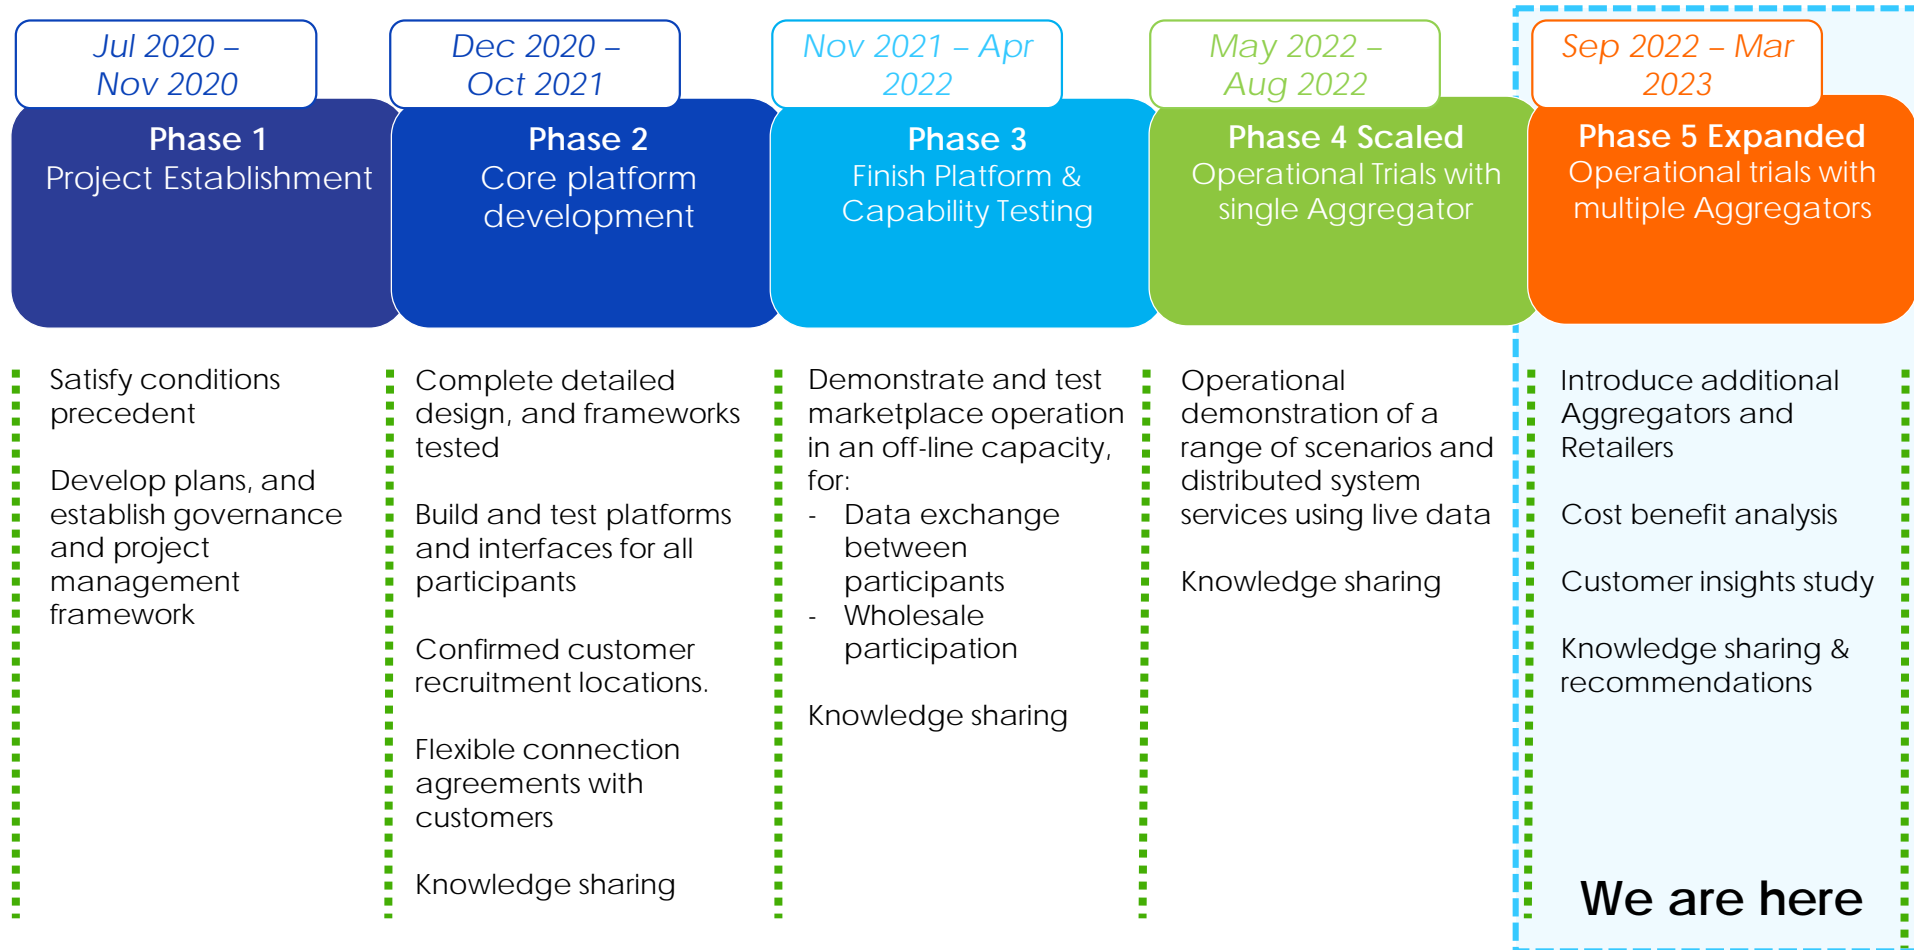 Jul 2020 –
Nov 2020
Phase 1
Project Establishment
Satisfy conditions
precedent
Develop plans, and
establish governance
and project
management
framework
Dec 2020 –
Oct 2021
Phase 2
Core platform
development
Complete detailed
design, and frameworks
tested
Build and test platforms
and interfaces for all
participants
Confirmed customer
recruitment locations.
Flexible connection
agreements with
customers
Knowledge sharing
Nov 2021 – Apr
2022
Phase 3
Finish Platform &
Capability Testing
Demonstrate and test
marketplace operation
in an off-line capacity,
for:
- Data exchange
between
participants
- Wholesale
participation
Knowledge sharing
May 2022 –
Aug 2022
Phase 4 Scaled
Operational Trials with
single Aggregator
Operational
demonstration of a
range of scenarios and
distributed system
services using live data
Knowledge sharing
Sep 2022 – Mar
2023
Phase 5 Expanded
Operational trials with
multiple Aggregators
Introduce additional
Aggregators and
Retailers
Cost benefit analysis
Customer insights study
Knowledge sharing &
recommendations
We are here